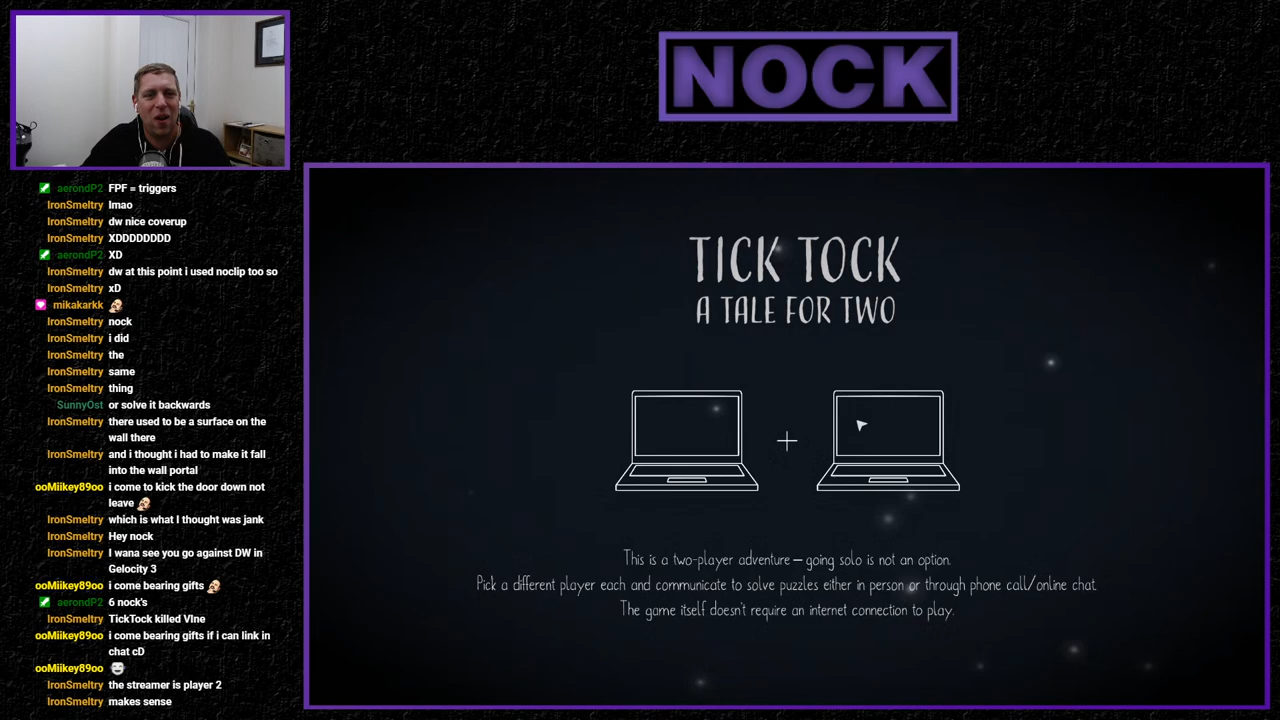 NOCK
aerondP2 FPF = triggers
IronSmeltry lmao
IronSmeltry dw nice coverup
IronSmeltry XDDDDDDDD
aerondP2 XD
IronSmeltry dw at this point i used noclip too so
IronSmeltry xD
mikakarkk
IronSmeltry nock
IronSmeltry i did
IronSmeltry the
IronSmeltry same
IronSmeltry thing
SunnyOst or solve it backwards
IronSmeltry there used to be a surface on the
wall there
IronSmeltry and i thought i had to make it fall
into the wall portal
ooMiikey89oo i come to kick the door down not
leave
IronSmeltry which is what I thought was jank
IronSmeltry Hey nock
IronSmeltry I wana see you go against DW in
Gelocity 3
ooMiikey89oo i come bearing gifts
aerondP2 6 nock's
IronSmeltry TickTock killed VIne
ooMiikey89oo i come bearing gifts if i can link in
chat cD
ooMiikey89oo
IronSmeltry the streamer is player 2
IronSmeltry makes sense
TICK TOCK
A TALE FOR TWO
This is a two-player adventure – going solo is not an option.
Pick a different player each and communicate to solve puzzles either in person or through phone call/online chat.
The game itself doesn't require an internet connection to play.